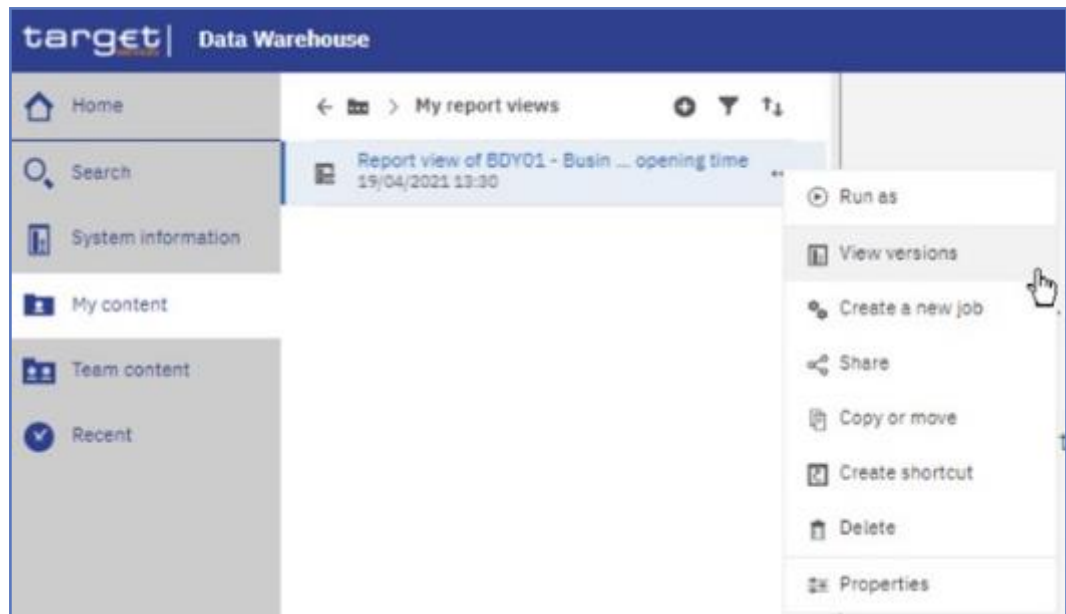 target| Data Warehouse
Home
My report views
Search
Report view of BDY01 - Busin ... opening time
19/04/2021 13:30
Run as
System information
View versions
My content
Create a new job
Share
Team content
Copy or move
Recent
Create shortcut
Delete
Properties